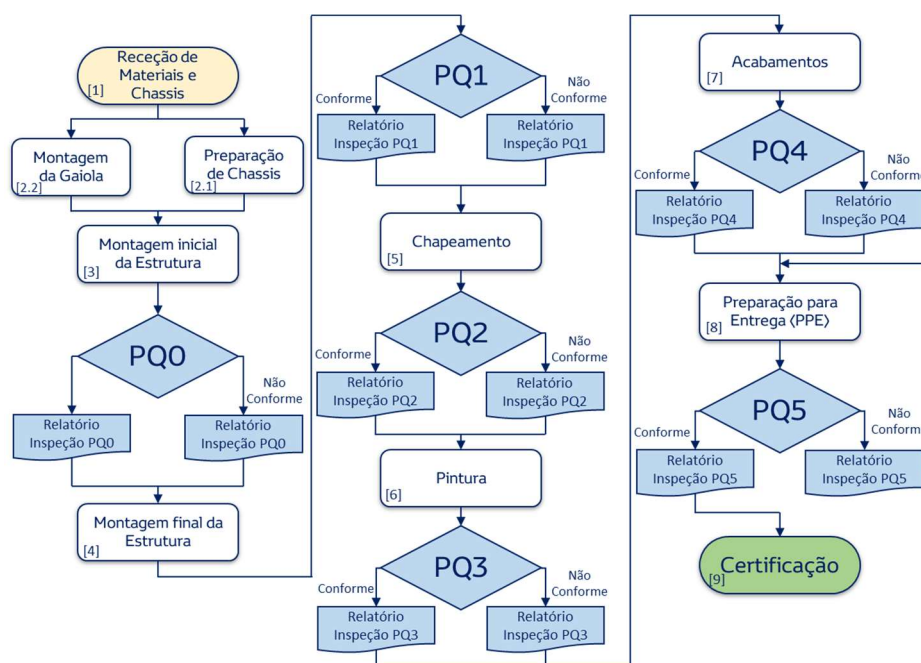 Receção de
Materiais e
Chassis
[1]
Montagem
da Gaiola
[2.2]
Preparação
de Chassis
[2.1]
Montagem inicial
da Estrutura
[3]
PQ0
Conforme
Não
Conforme
Relatório
Inspeção PQ0
Relatório
Inspeção PQ0
Montagem final da
Estrutura
[4]
PQ1
Conforme
Não
Conforme
Relatório
Inspeção PQ1
Relatório
Inspeção PQ1
Chapeamento
[5]
PQ2
Conforme
Não
Conforme
Relatório
Inspeção PQ2
Relatório
Inspeção PQ2
Pintura
[6]
PQ3
Conforme
Não
Conforme
Relatório
Inspeção PQ3
Relatório
Inspeção PQ3
Acabamentos
[7]
PQ4
Conforme
Não
Conforme
Relatório
Inspeção PQ4
Relatório
Inspeção PQ4
Preparação para
Entrega (PPE)
[8]
PQ5
Conforme
Não
Conforme
Relatório
Inspeção PQ5
Relatório
Inspeção PQ5
Certificação
[9]